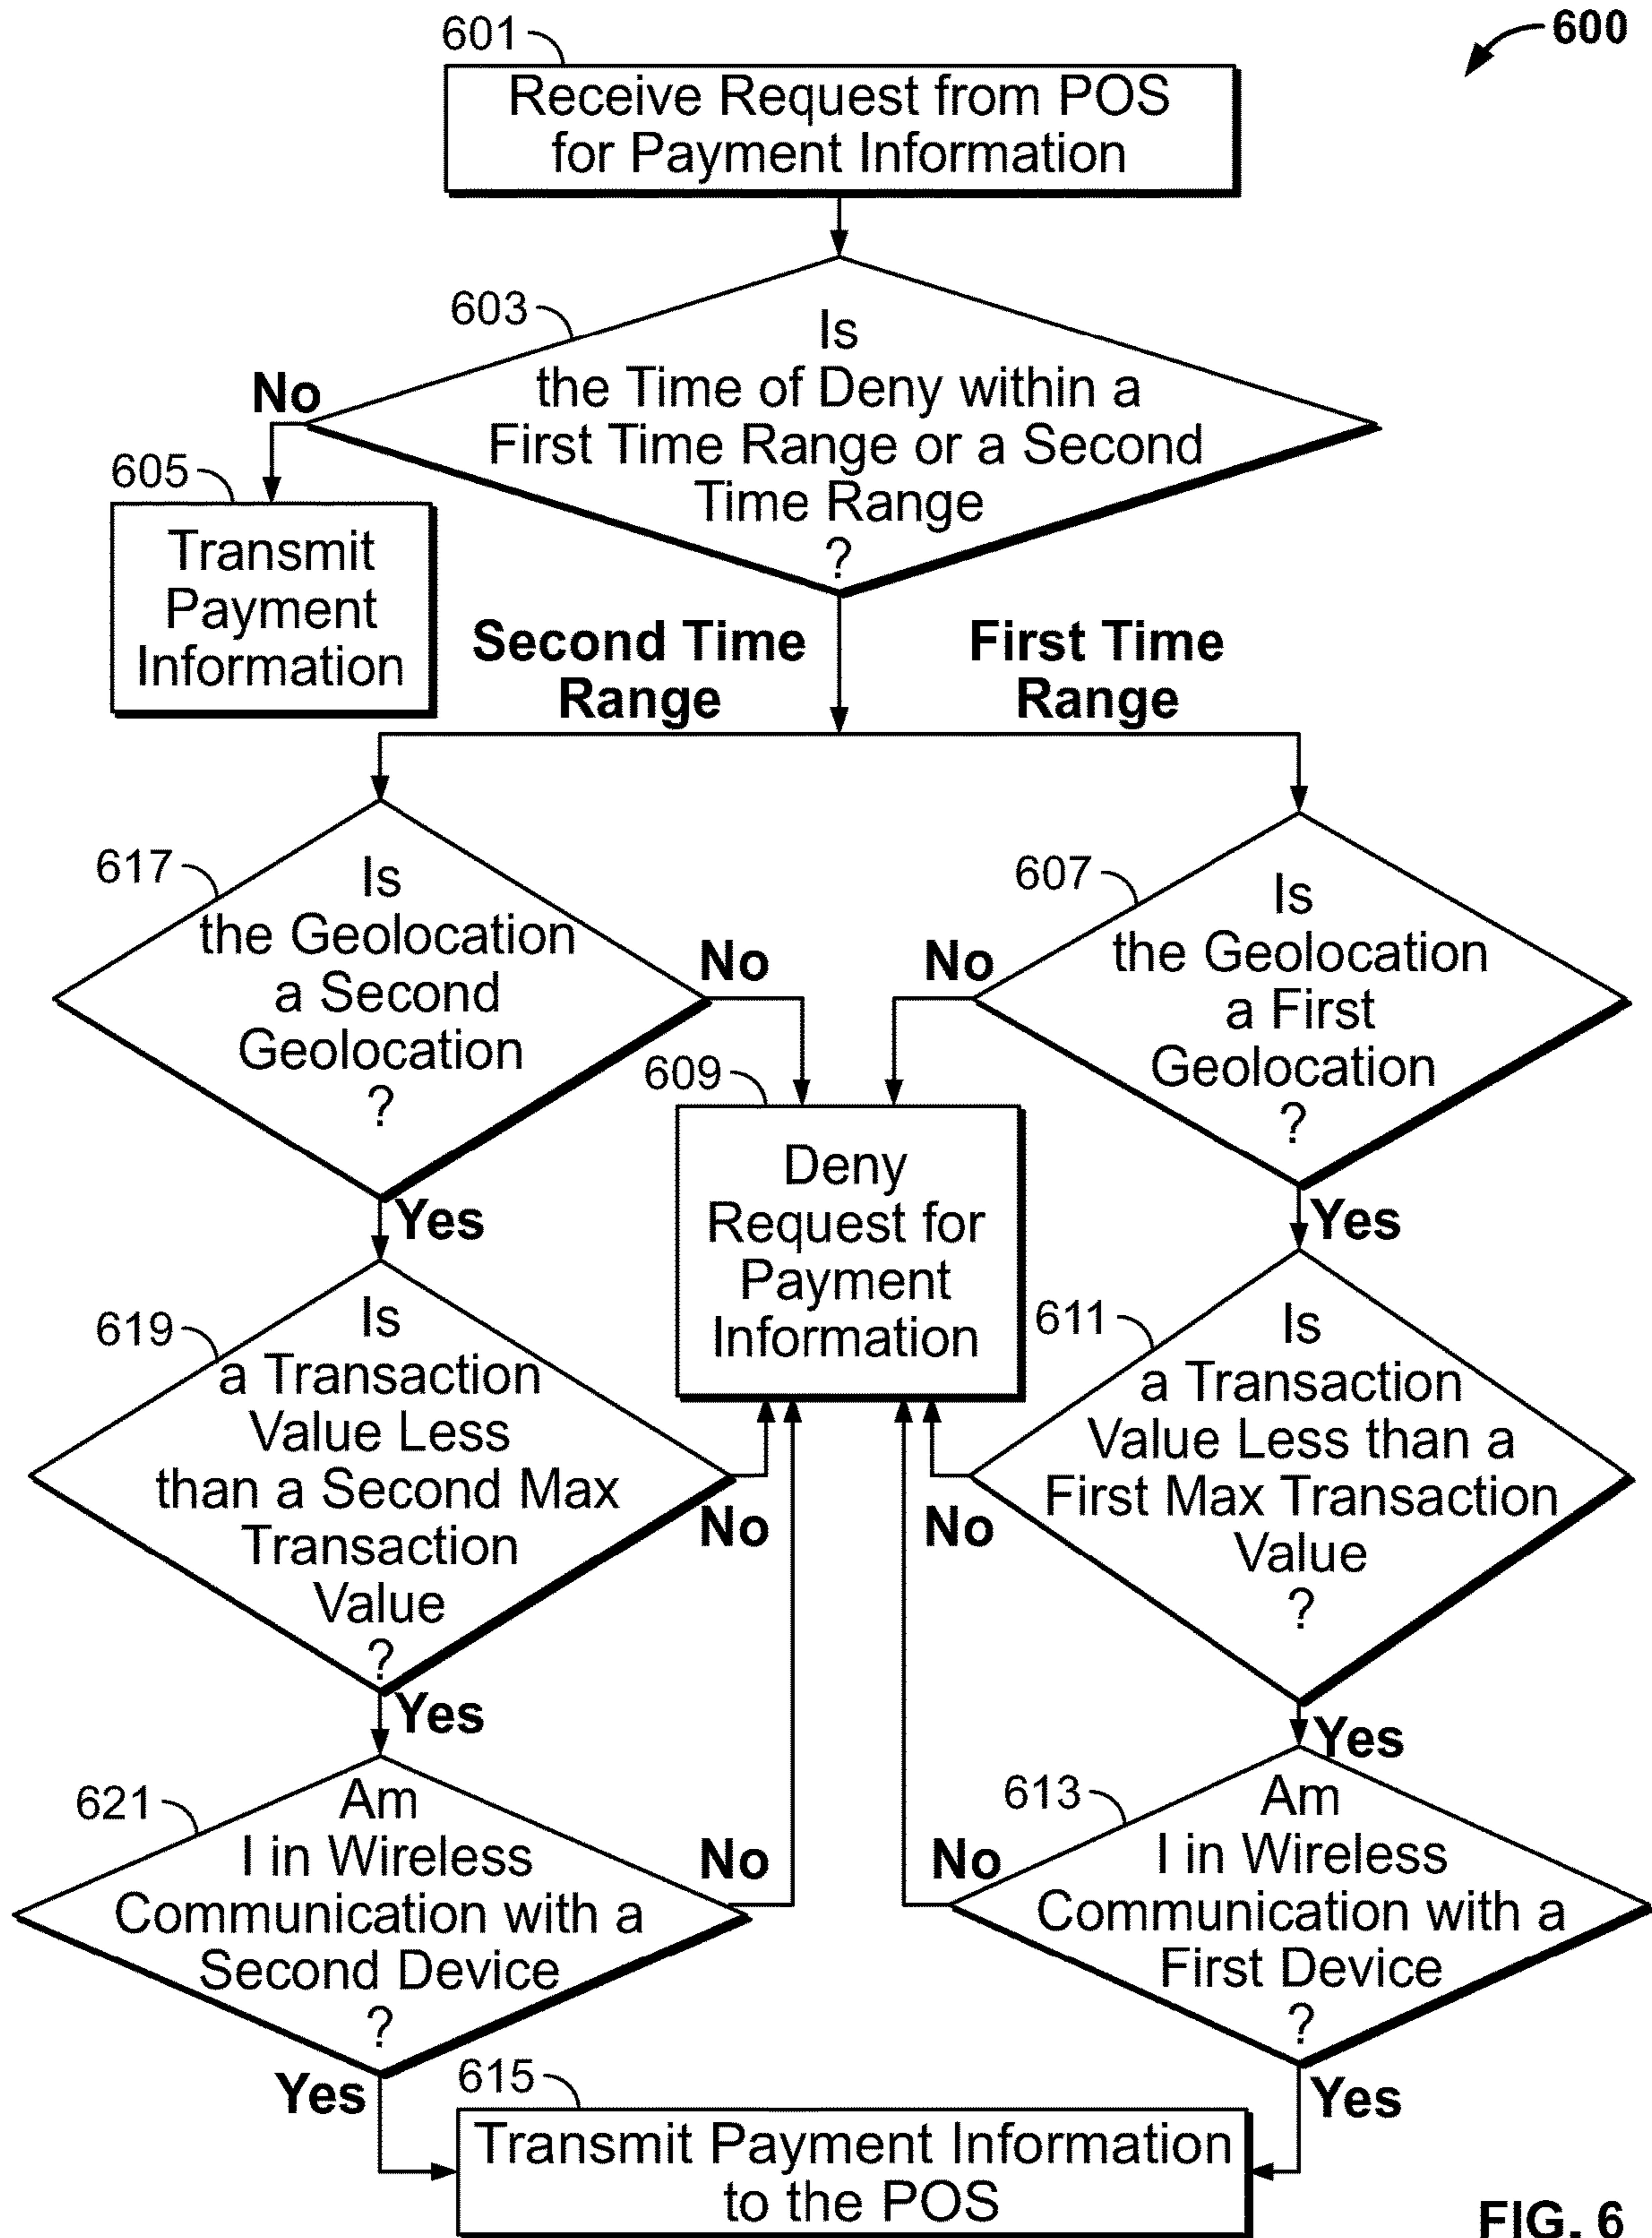 600
601
Receive Request from POS
for Payment Information
603
Is
the Time of Deny within a
First Time Range or a Second
Time Range
?
No
605
Transmit
Payment
Information
Second Time
Range
First Time
Range
617
Is
the Geolocation
a Second
Geolocation
?
No
Yes
607
Is
the Geolocation
a First
Geolocation
?
No
Yes
609
Deny
Request for
Payment
Information
619
Is
a Transaction
Value Less
than a Second Max
Transaction
Value
?
No
Yes
611
Is
a Transaction
Value Less than a
First Max Transaction
Value
?
No
Yes
621
Am
I in Wireless
Communication with a
Second Device
?
No
Yes
613
Am
I in Wireless
Communication with a
First Device
?
No
Yes
615
Transmit Payment Information
to the POS
FIG. 6